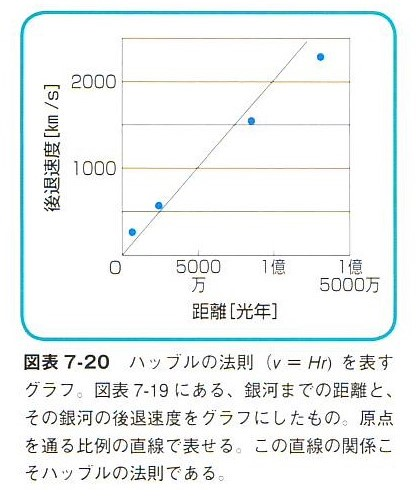 後退速度[km/s]
2000
1000
0
5000
万
1億
1億
5000万
距離[光年]
図表 7-20 ハッブルの法則（v = Hr）を表す
グラフ。図表 7-19 にある、銀河までの距離と、
その銀河の後退速度をグラフにしたもの。原点
を通る比例の直線で表せる。この直線の関係こ
そハッブルの法則である。